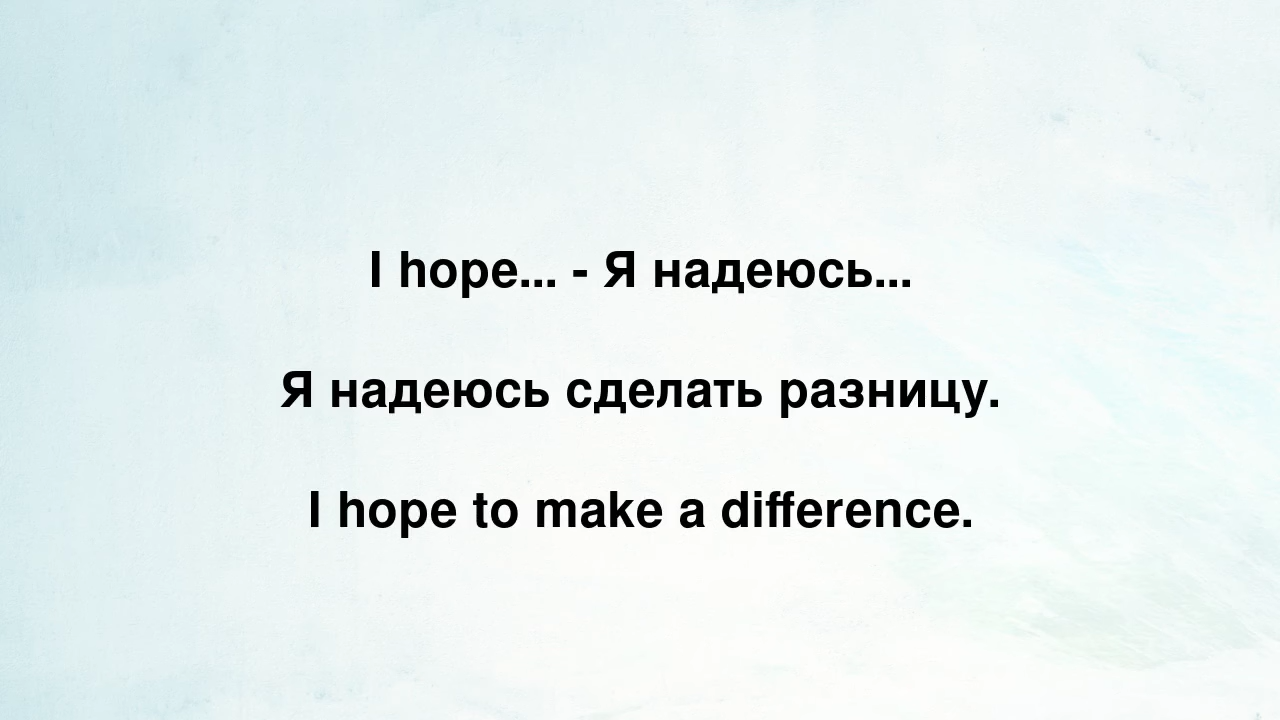 I hope... - Я надеюсь...
Я надеюсь сделать разницу.
I hope to make a difference.